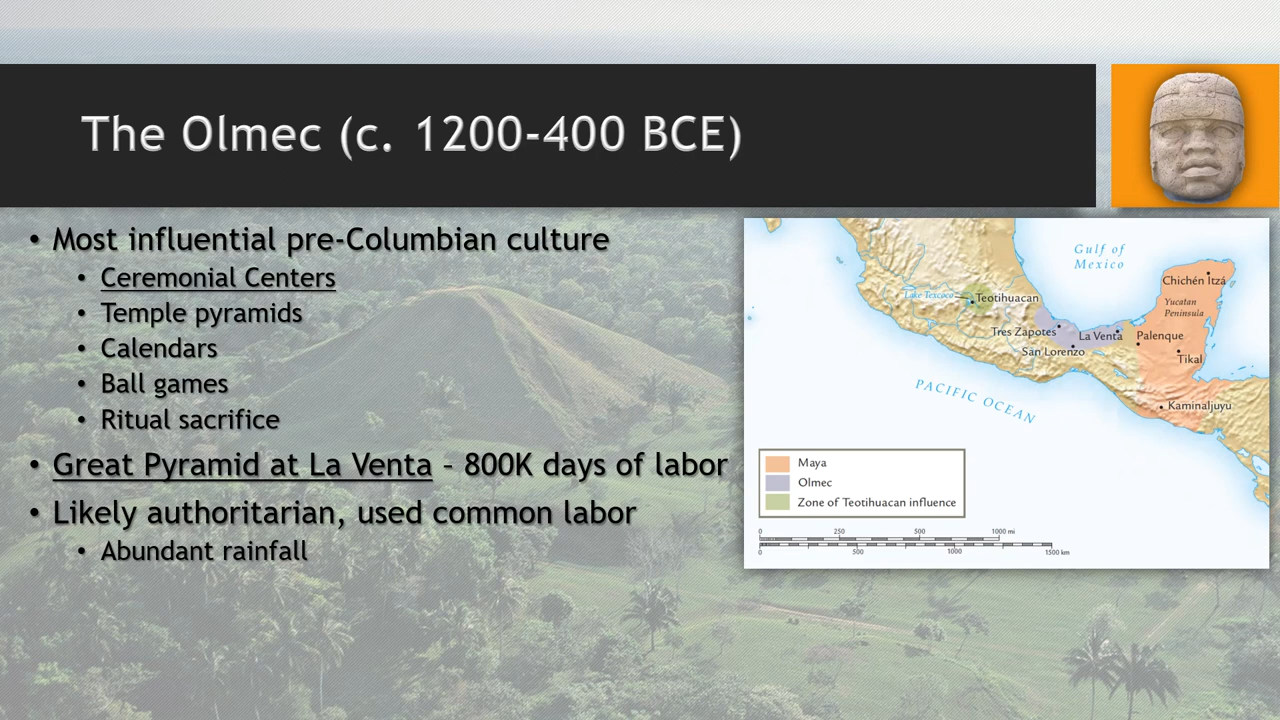 The Olmec (c. 1200-400 BCE)
• Most influential pre-Columbian culture
• Ceremonial Centers
• Temple pyramids
• Calendars
• Ball games
• Ritual sacrifice
• Great Pyramid at La Venta – 800K days of labor
• Likely authoritarian, used common labor
• Abundant rainfall
Gulf of
Mexico
Chichén Itzá
Lake Texcoco
Teotihuacan
Yucatan
Peninsula
Tres Zapotes
La Venta
Palenque
San Lorenzo
Tikal
PACIFIC OCEAN
Kaminaljuyu
Maya
Olmec
Zone of Teotihuacan influence
0 250 500 1000 mi
0 500 1000 1500 km